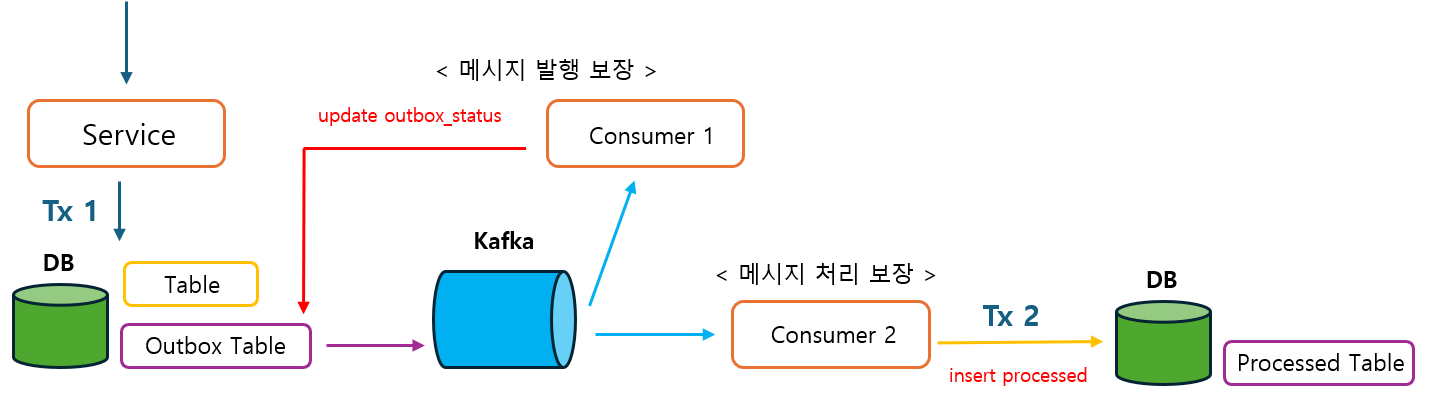 < 메시지 발행 보장 >
update outbox_status
Service
Consumer 1
Tx 1
Kafka
DB
Table
Outbox Table
< 메시지 처리 보장 >
DB
Consumer 2
Tx 2
insert processed
Processed Table